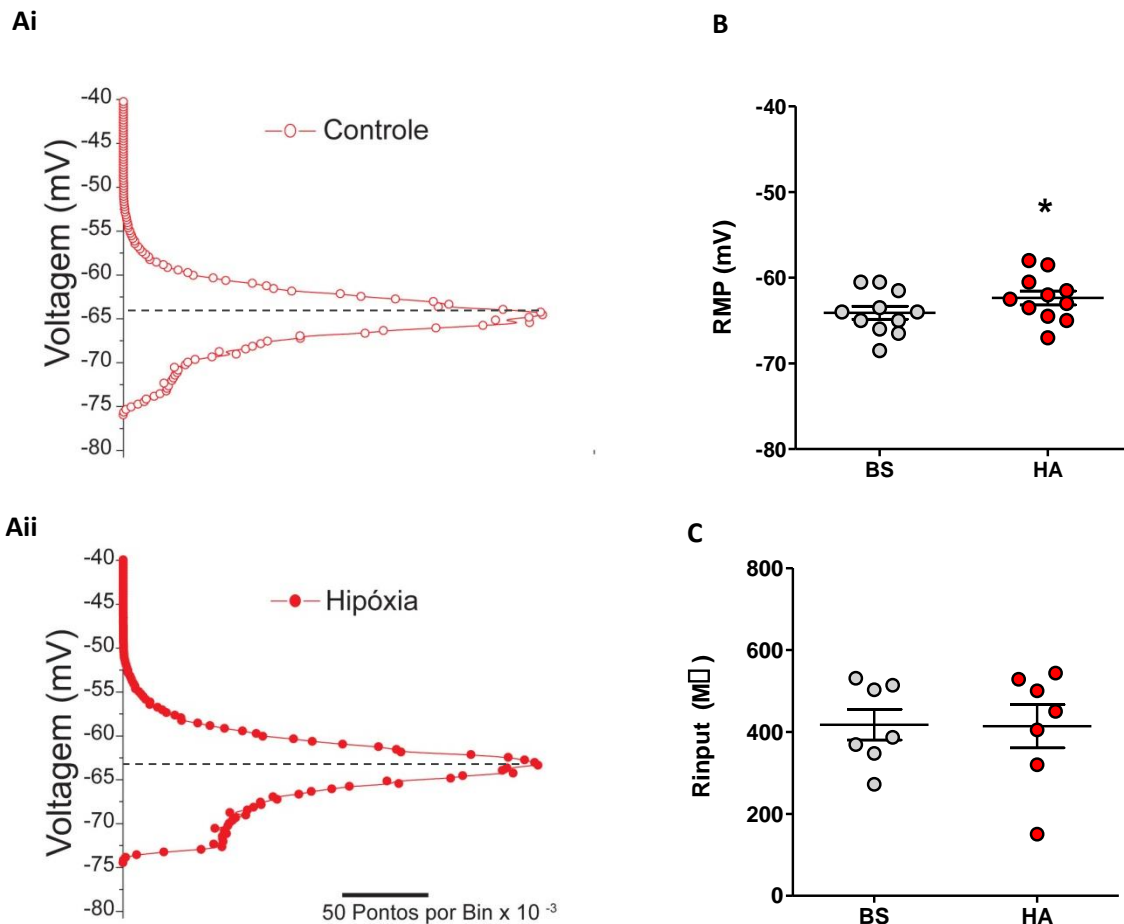 Ai
-40
-45
-50
-55
-60
-65
-70
-75
-80
Voltagem (mV)
Controle
Aii
-40
-45
-50
-55
-60
-65
-70
-75
-80
Voltagem (mV)
Hipóxia
50 Pontos por Bin x 10 -3
B
-40
-50
-60
-70
-80
RMP (mV)
*
BS
HA
C
800
600
400
200
0
Rinput (M□)
BS
HA